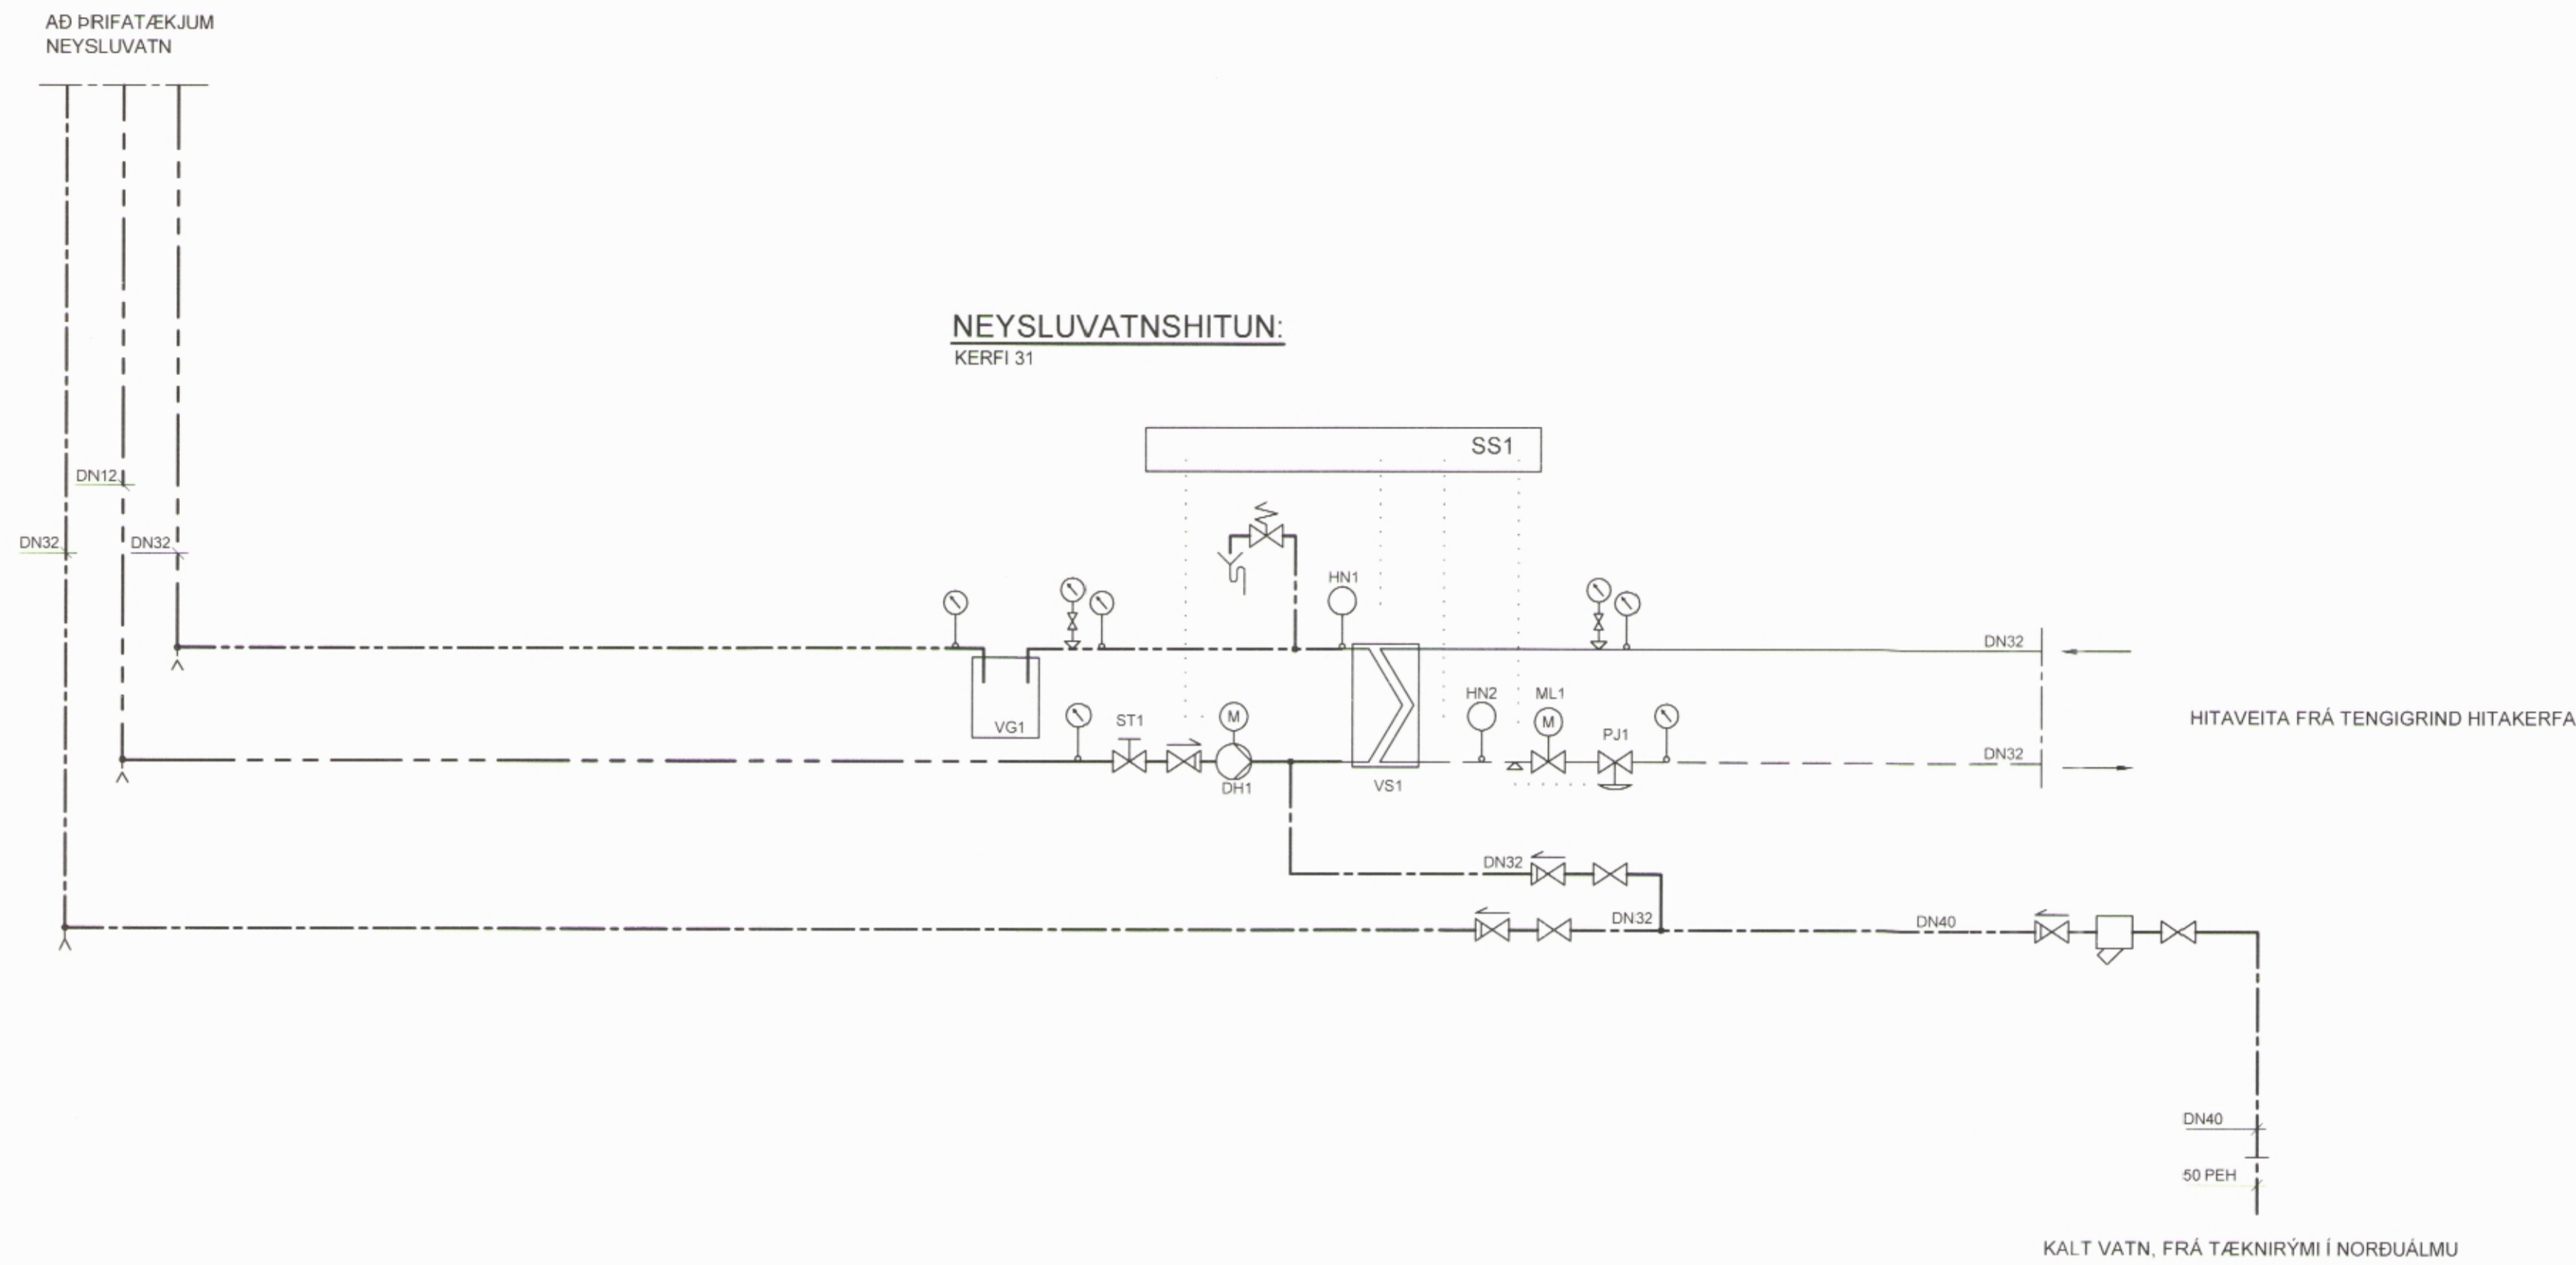 AÐ ÞRIFATÆKJUM
NEYSLUVATN
NEYSLUVATNSHITUN:
KERFI 31
SS1
DN12
DN32
DN32
HN1
DN32
VG1
ST1
M
DH1
VS1
HN2
ML1
M
PJ1
DN32
HITAVEITA FRÁ TENGIGRIND HITAKERFA
DN32
DN32
DN40
DN40
50 PEH
KALT VATN, FRÁ TÆKNIRÝMI Í NORÐUÁLMU